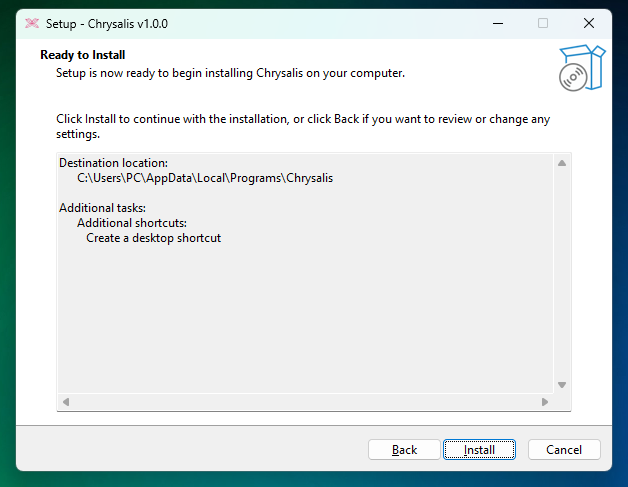 Setup - Chrysalis v1.0.0
Ready to Install
Setup is now ready to begin installing Chrysalis on your computer.
Click Install to continue with the installation, or click Back if you want to review or change any
settings.
Destination location:
C:\Users\PC\AppData\Local\Programs\Chrysalis
Additional tasks:
Additional shortcuts:
Create a desktop shortcut
Back Install Cancel